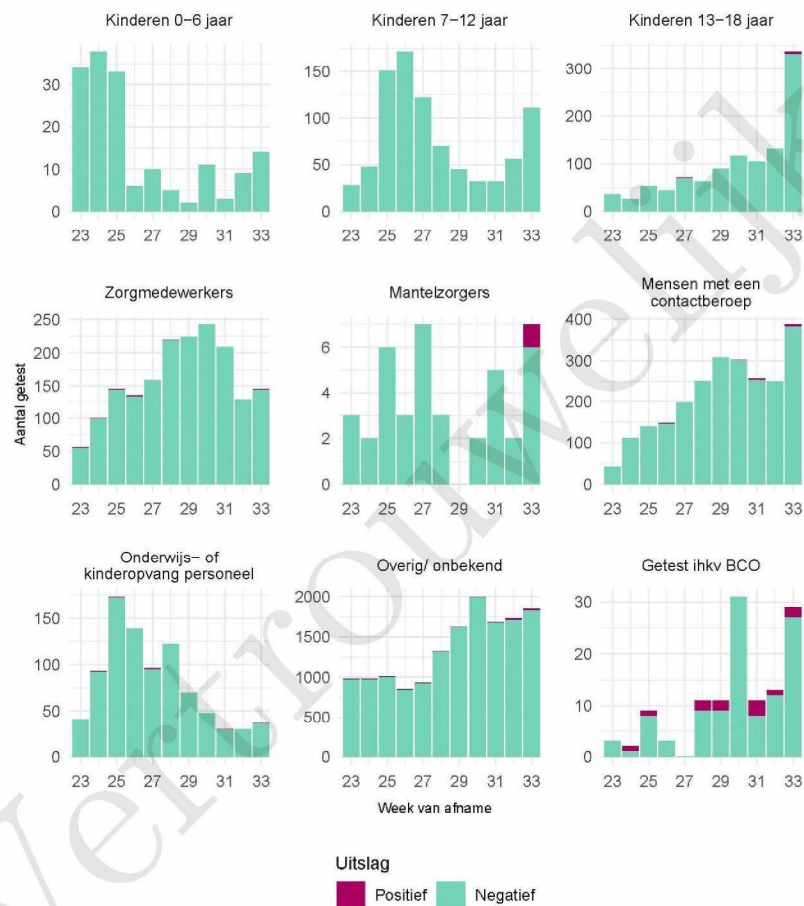 Kinderen 0−6 jaar
Kinderen 7−12 jaar
Kinderen 13−18 jaar
30
20
10
0
23 25 27 29 31 33
150
100
50
0
23 25 27 29 31 33
300
200
100
0
23 25 27 29 31 33
Zorgmedewerkers
Mantelzorgers
Mensen met een
contactberoep
Aantal getest
250
200
150
100
50
0
23 25 27 29 31 33
6
4
2
0
23 25 27 29 31 33
400
300
200
100
0
23 25 27 29 31 33
Onderwijs− of
kinderopvang personeel
Overig/ onbekend
Getest ihkv BCO
150
100
50
0
23 25 27 29 31 33
2000
1500
1000
500
0
23 25 27 29 31 33
30
20
10
0
23 25 27 29 31 33
Week van afname
Uitslag
Positief Negatief
Vertrouwelijk